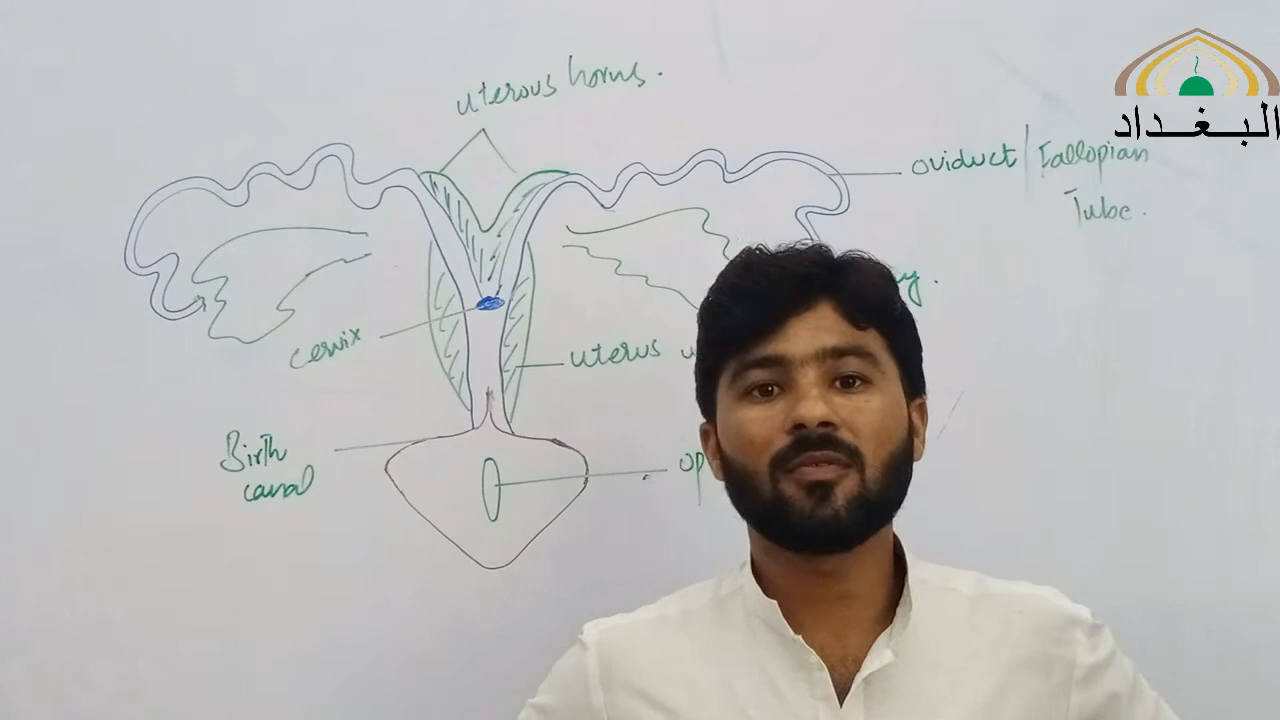 uterous horns.
البغداد
oviduct / Fallopian
Tube.
cervix
uterus
Birth
canal